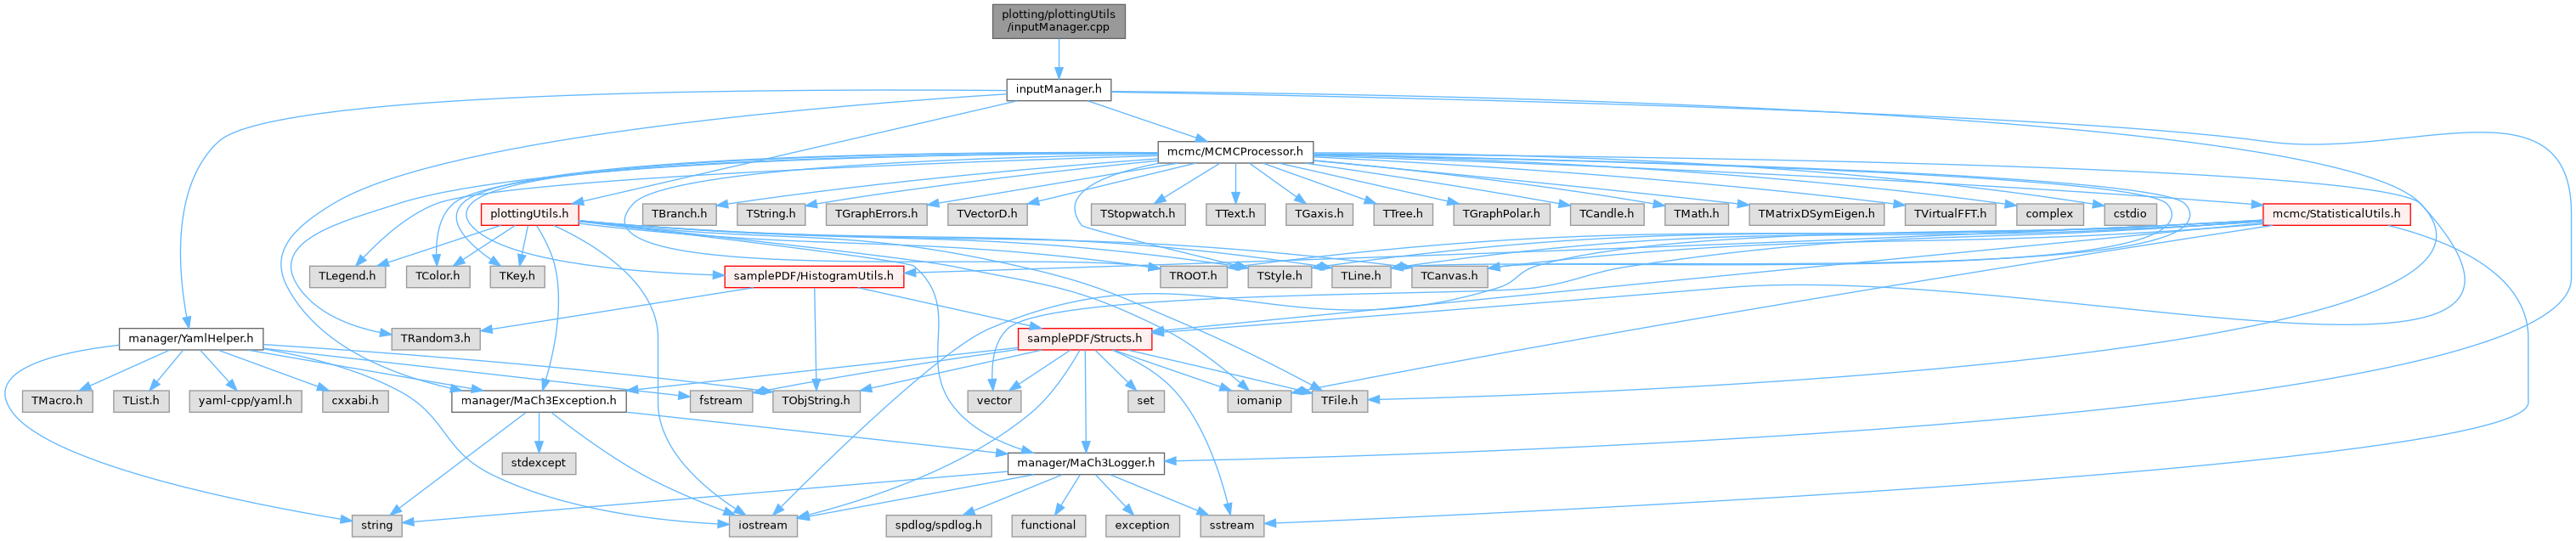 plotting/plottingUtils
/inputManager.cpp
inputManager.h
mcmc/MCMCProcessor.h
plottingUtils.h
TBranch.h
TString.h
TGraphErrors.h
TVectorD.h
TStopwatch.h
TText.h
TGaxis.h
TTree.h
TGraphPolar.h
TCandle.h
TMath.h
TMatrixDSymEigen.h
TVirtualFFT.h
complex
cstdio
mcmc/StatisticalUtils.h
TLegend.h
TColor.h
TKey.h
samplePDF/HistogramUtils.h
TROOT.h
TStyle.h
TLine.h
TCanvas.h
manager/YamlHelper.h
TRandom3.h
samplePDF/Structs.h
TMacro.h
TList.h
yaml-cpp/yaml.h
cxxabi.h
manager/MaCh3Exception.h
fstream
TObjString.h
vector
set
iomanip
TFile.h
stdexcept
manager/MaCh3Logger.h
string
iostream
spdlog/spdlog.h
functional
exception
sstream